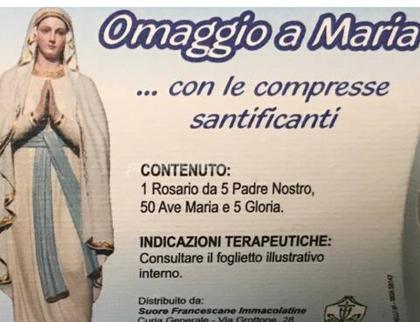 Omaggio a Maria
... con le compresse
santificanti
CONTENUTO:
1 Rosario da 5 Padre Nostro,
50 Ave Maria e 5 Gloria.
INDICAZIONI TERAPEUTICHE:
Consultare il foglietto illustrativo
interno.
Distribuito da:
Suore Francescane Immacolatine
Curia Generale - Via Grottone, 28